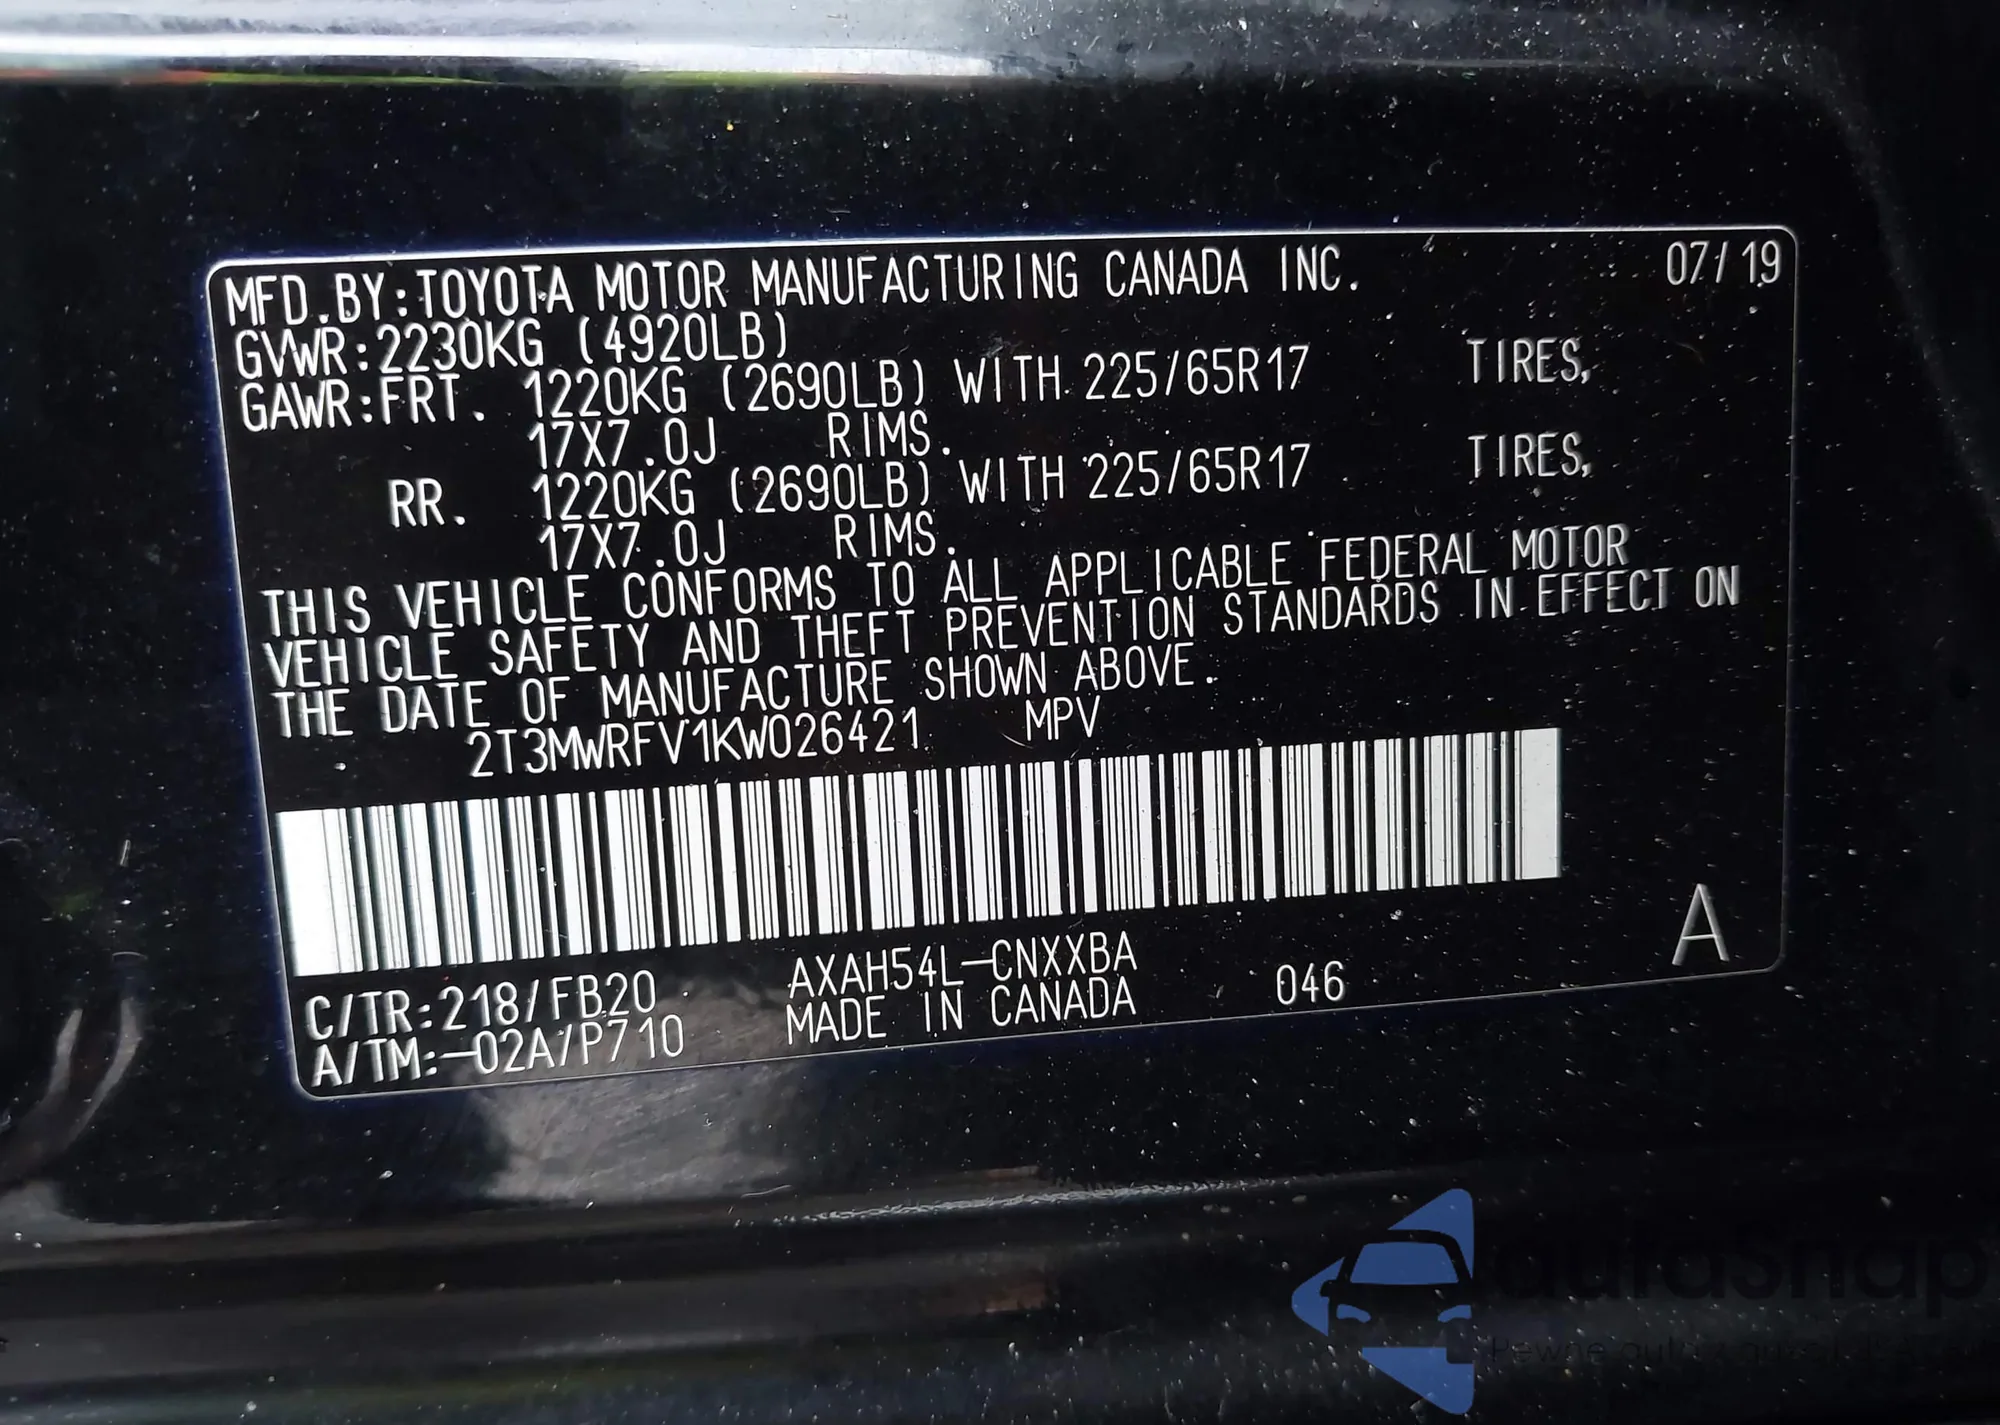 MFD.BY:TOYOTA MOTOR MANUFACTURING CANADA INC. 07/19
GVWR:2230KG (4920LB)
GAWR:FRT. 1220KG (2690LB) WITH 225/65R17 TIRES,
17X7.0J RIMS.
RR. 1220KG (2690LB) WITH 225/65R17 TIRES,
17X7.0J RIMS.
THIS VEHICLE CONFORMS TO ALL APPLICABLE FEDERAL MOTOR
VEHICLE SAFETY AND THEFT PREVENTION STANDARDS IN EFFECT ON
THE DATE OF MANUFACTURE SHOWN ABOVE.
2T3MWRFV1KW026421 MPV
C/TR:218/FB20 AXAH54L-CNXXBA 046 A
A/TM:-02A/P710 MADE IN CANADA
autosnap
Pewne auta z